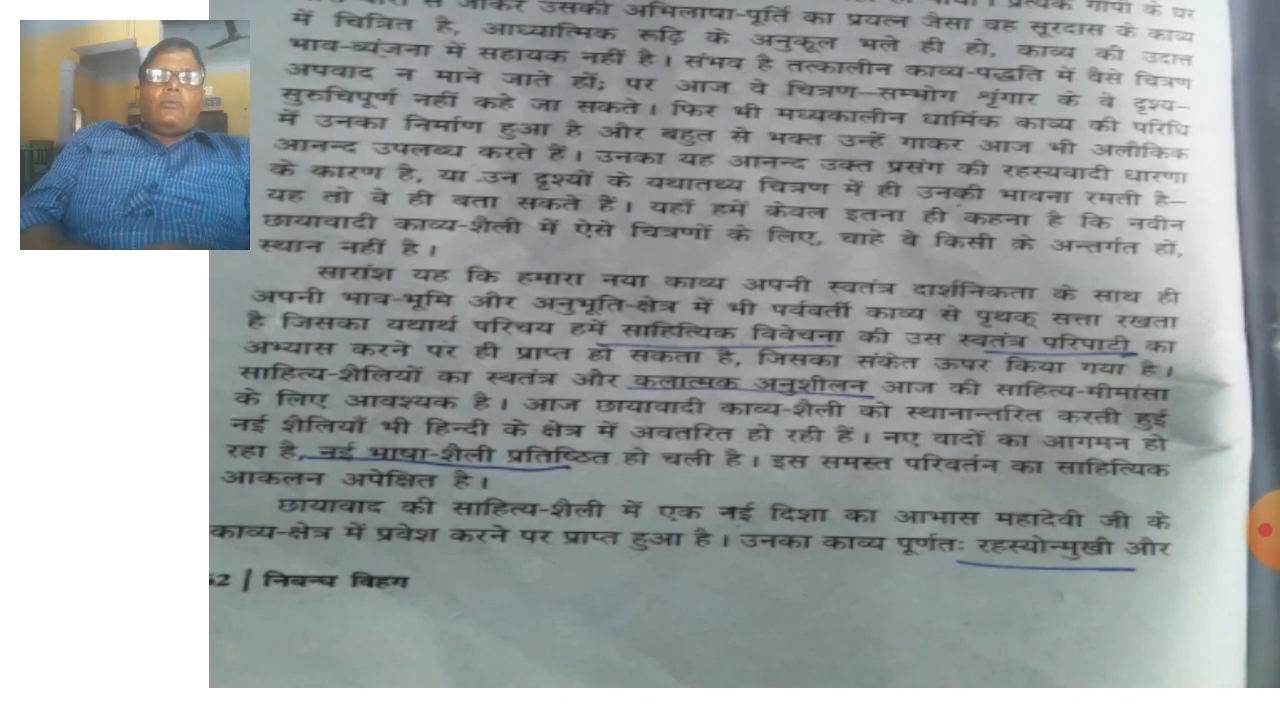 से जाकर उसकी अभिलाषा-पूर्ति का प्रयत्न जैसा वह सूरदास के काव्य
में चित्रित है, आध्यात्मिक रूढ़ि के अनुकूल भले ही हो, काव्य की उदात्त
भाव-व्यंजना में सहायक नहीं है। संभव है तत्कालीन काव्य-पद्धति में वैसे चित्रण
अपवाद न माने जाते हों; पर आज वे चित्रण—सम्भोग शृंगार के वे दृश्य—
सुरुचिपूर्ण नहीं कहे जा सकते। फिर भी मध्यकालीन धार्मिक काव्य की परिधि
में उनका निर्माण हुआ है और बहुत से भक्त उन्हें गाकर आज भी अलौकिक
आनन्द उपलब्ध करते हैं। उनका यह आनन्द उक्त प्रसंग की रहस्यवादी धारणा
के कारण है, या उन दृश्यों के यथातथ्य चित्रण में ही उनकी भावना रमती है—
यह तो वे ही बता सकते हैं। यहाँ हमें केवल इतना ही कहना है कि नवीन
छायावादी काव्य-शैली में ऐसे चित्रणों के लिए, चाहे वे किसी के अन्तर्गत हों,
स्थान नहीं है।
सारांश यह कि हमारा नया काव्य अपनी स्वतंत्र दार्शनिकता के साथ ही
अपनी भाव-भूमि और अनुभूति-क्षेत्र में भी पर्ववर्ती काव्य से पृथक् सत्ता रखता
है जिसका यथार्थ परिचय हमें साहित्यिक विवेचना की उस स्वतंत्र परिपाटी का
अभ्यास करने पर ही प्राप्त हो सकता है, जिसका संकेत ऊपर किया गया है।
साहित्य-शैलियों का स्वतंत्र और कलात्मक अनुशीलन आज की साहित्य-मीमांसा
के लिए आवश्यक है। आज छायावादी काव्य-शैली को स्थानान्तरित करती हुई
नई शैलियाँ भी हिन्दी के क्षेत्र में अवतरित हो रही हैं। नए वादों का आगमन हो
रहा है, नई भाषा-शैली प्रतिष्ठित हो चली है। इस समस्त परिवर्तन का साहित्यिक
आकलन अपेक्षित है।
छायावाद की साहित्य-शैली में एक नई दिशा का आभास महादेवी जी के
काव्य-क्षेत्र में प्रवेश करने पर प्राप्त हुआ है। उनका काव्य पूर्णतः रहस्योन्मुखी और
52 | निबन्ध विहग